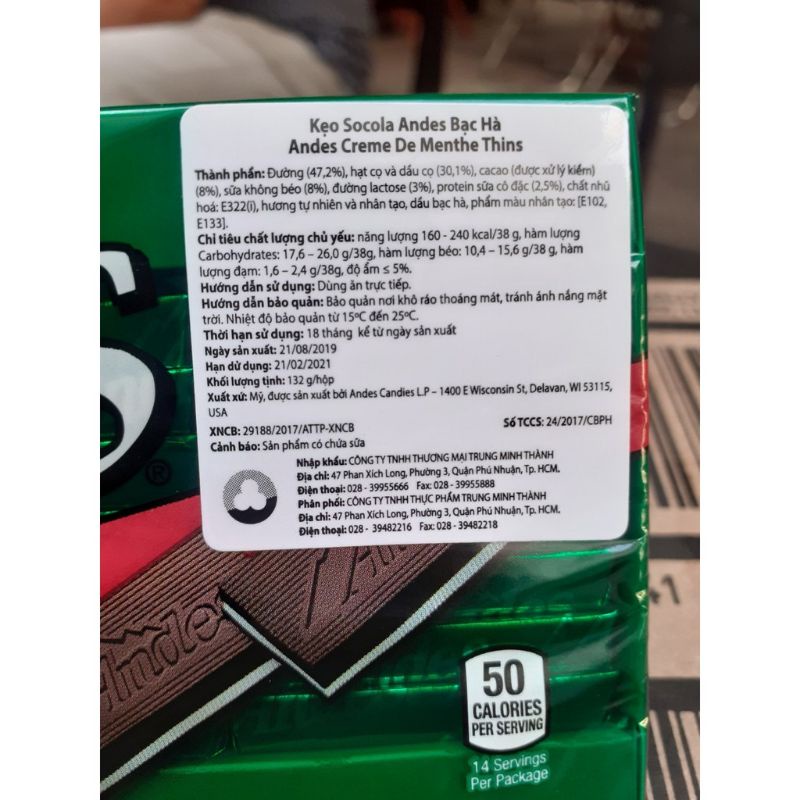 Kẹo Socola Andes Bạc Hà
Andes Creme De Menthe Thins
Thành phần: Đường (47,2%), hạt cọ và dầu cọ (30,1%), cacao (được xử lý kiềm)
(8%), sữa không béo (8%), đường lactose (3%), protein sữa cô đặc (2,5%), chất nhũ
hoá: E322(i), hương tự nhiên và nhân tạo, dầu bạc hà, phẩm màu nhân tạo: [E102,
E133].
Chỉ tiêu chất lượng chủ yếu: năng lượng 160 - 240 kcal/38 g, hàm lượng
Carbohydrates: 17,6 – 26,0 g/38g, hàm lượng béo: 10,4 – 15,6 g/38 g, hàm
lượng đạm: 1,6 – 2,4 g/38g, độ ẩm ≤ 5%.
Hướng dẫn sử dụng: Dùng ăn trực tiếp.
Hướng dẫn bảo quản: Bảo quản nơi khô ráo thoáng mát, tránh ánh nắng mặt
trời. Nhiệt độ bảo quản từ 15ºC đến 25ºC.
Thời hạn sử dụng: 18 tháng kể từ ngày sản xuất
Ngày sản xuất: 21/08/2019
Hạn sử dụng: 21/02/2021
Khối lượng tịnh: 132 g/hộp
Xuất xứ: Mỹ, được sản xuất bởi Andes Candies L.P – 1400 E Wisconsin St, Delavan, WI 53115,
USA
XNCB: 29188/2017/ATTP-XNCB Số TCCS: 24/2017/CBPH
Cảnh báo: Sản phẩm có chứa sữa
Nhập khẩu: CÔNG TY TNHH THƯƠNG MẠI TRUNG MINH THÀNH
Địa chỉ: 47 Phan Xích Long, Phường 3, Quận Phú Nhuận, Tp. HCM.
Điện thoại: 028 - 39955666 Fax: 028 - 39955888
Phân phối: CÔNG TY TNHH THỰC PHẨM TRUNG MINH THÀNH
Địa chỉ: 47 Phan Xích Long, Phường 3, Quận Phú Nhuận, Tp. HCM.
Điện thoại: 028 - 39482216 Fax: 028 - 39482218
S
®
Andes
50
CALORIES
PER SERVING
14 Servings
Per Package